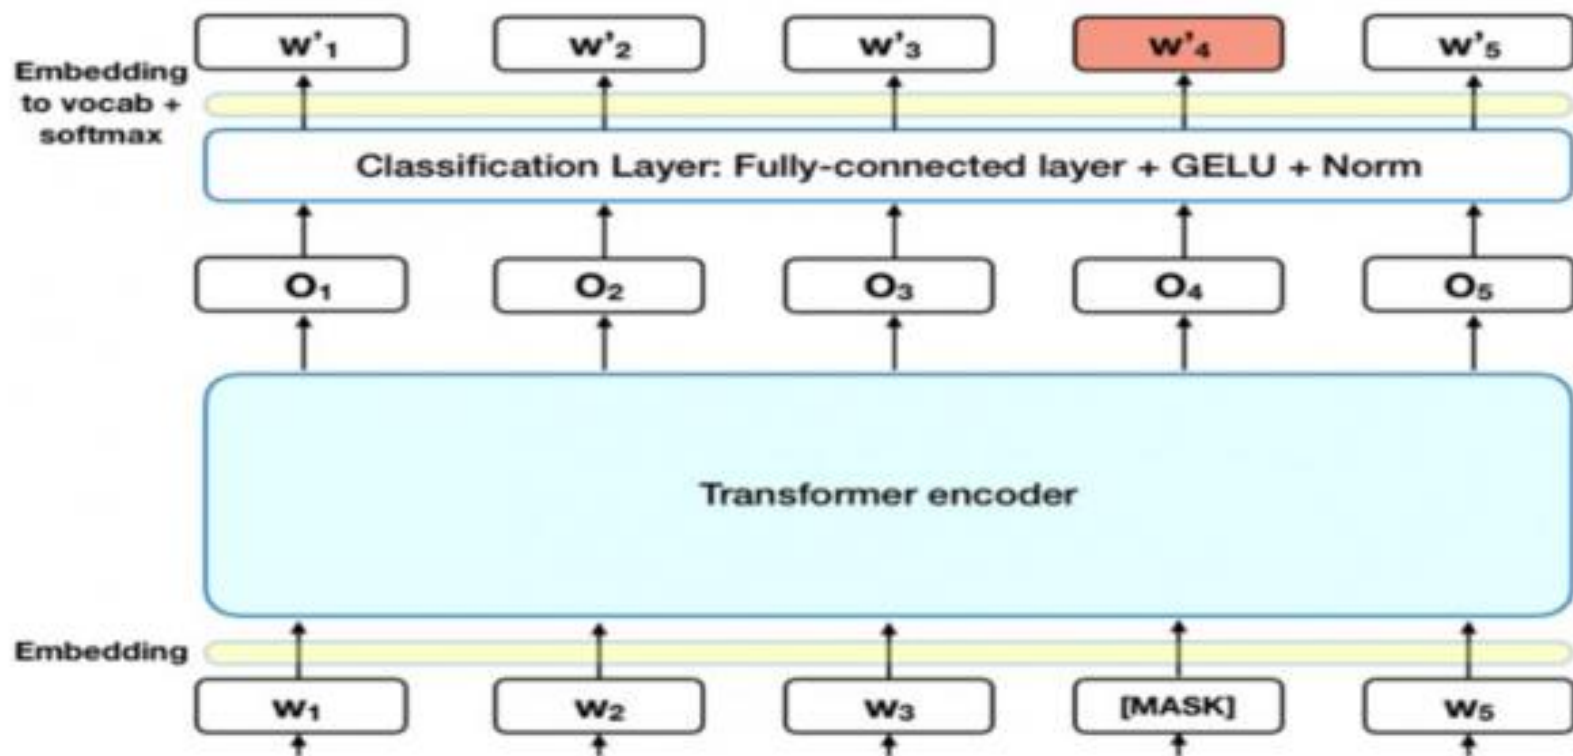 w'₁ w'₂ w'₃ w'₄ w'₅
Embedding
to vocab +
softmax
Classification Layer: Fully-connected layer + GELU + Norm
O₁ O₂ O₃ O₄ O₅
Transformer encoder
Embedding
w₁ w₂ w₃ [MASK] w₅